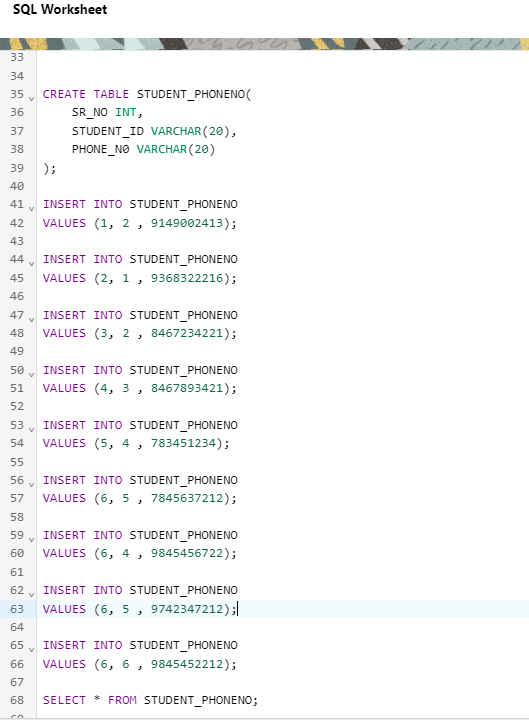 SQL Worksheet
33
34
35 CREATE TABLE STUDENT_PHONENO(
36 SR_NO INT,
37 STUDENT_ID VARCHAR(20),
38 PHONE_N0 VARCHAR(20)
39 );
40
41 INSERT INTO STUDENT_PHONENO
42 VALUES (1, 2 , 9149002413);
43
44 INSERT INTO STUDENT_PHONENO
45 VALUES (2, 1 , 9368322216);
46
47 INSERT INTO STUDENT_PHONENO
48 VALUES (3, 2 , 8467234221);
49
50 INSERT INTO STUDENT_PHONENO
51 VALUES (4, 3 , 8467893421);
52
53 INSERT INTO STUDENT_PHONENO
54 VALUES (5, 4 , 783451234);
55
56 INSERT INTO STUDENT_PHONENO
57 VALUES (6, 5 , 7845637212);
58
59 INSERT INTO STUDENT_PHONENO
60 VALUES (6, 4 , 9845456722);
61
62 INSERT INTO STUDENT_PHONENO
63 VALUES (6, 5 , 9742347212);
64
65 INSERT INTO STUDENT_PHONENO
66 VALUES (6, 6 , 9845452212);
67
68 SELECT * FROM STUDENT_PHONENO;